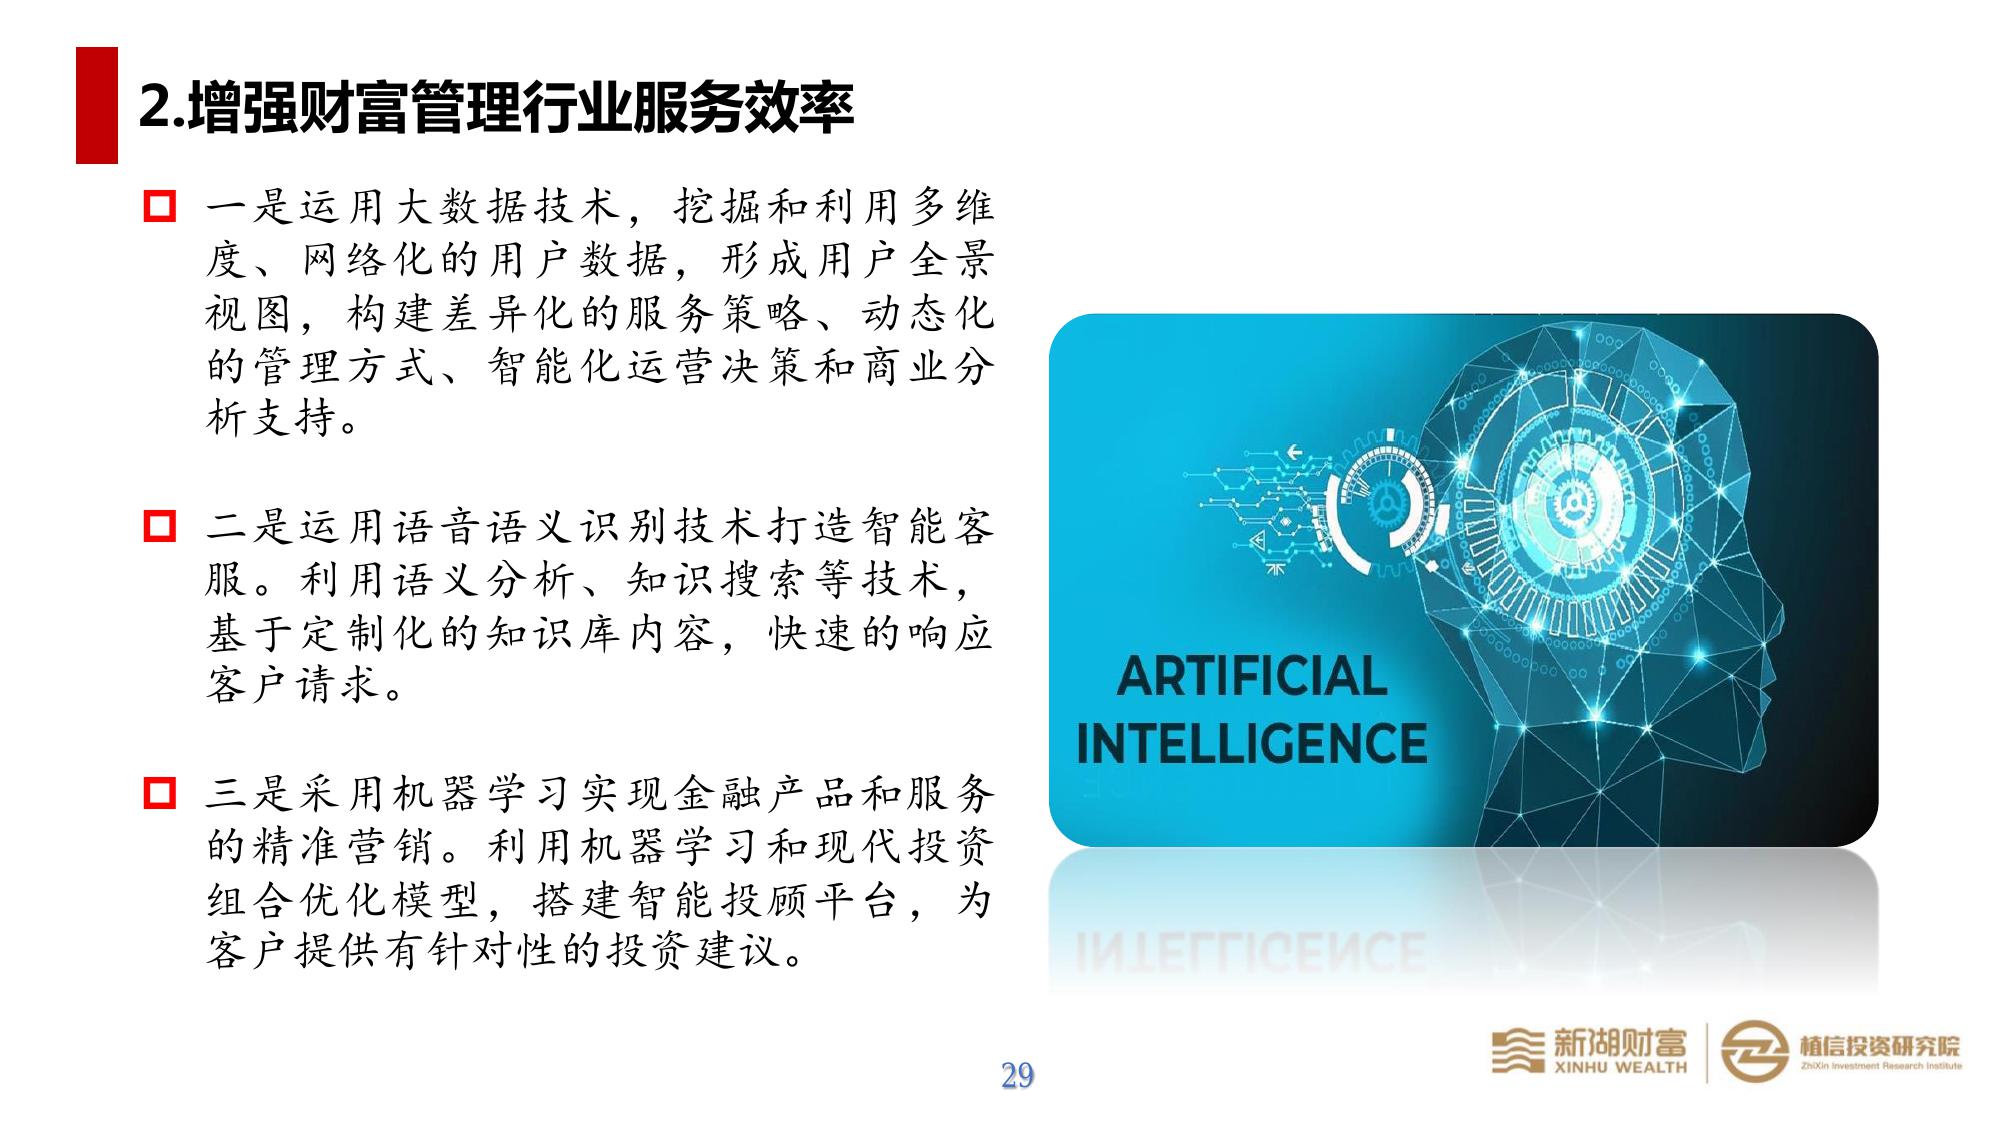 2.增强财富管理行业服务效率
一是运用大数据技术，挖掘和利用多维
度、网络化的用户数据，形成用户全景
视图，构建差异化的服务策略、动态化
的管理方式、智能化运营决策和商业分
析支持。
二是运用语音语义识别技术打造智能客
服。利用语义分析、知识搜索等技术，
基于定制化的知识库内容，快速的响应
客户请求。
三是采用机器学习实现金融产品和服务
的精准营销。利用机器学习和现代投资
组合优化模型，搭建智能投顾平台，为
客户提供有针对性的投资建议。
ARTIFICIAL
INTELLIGENCE
29
新湖财富
XINHU WEALTH
植信投资研究院
ZhiXin Investment Research Institute